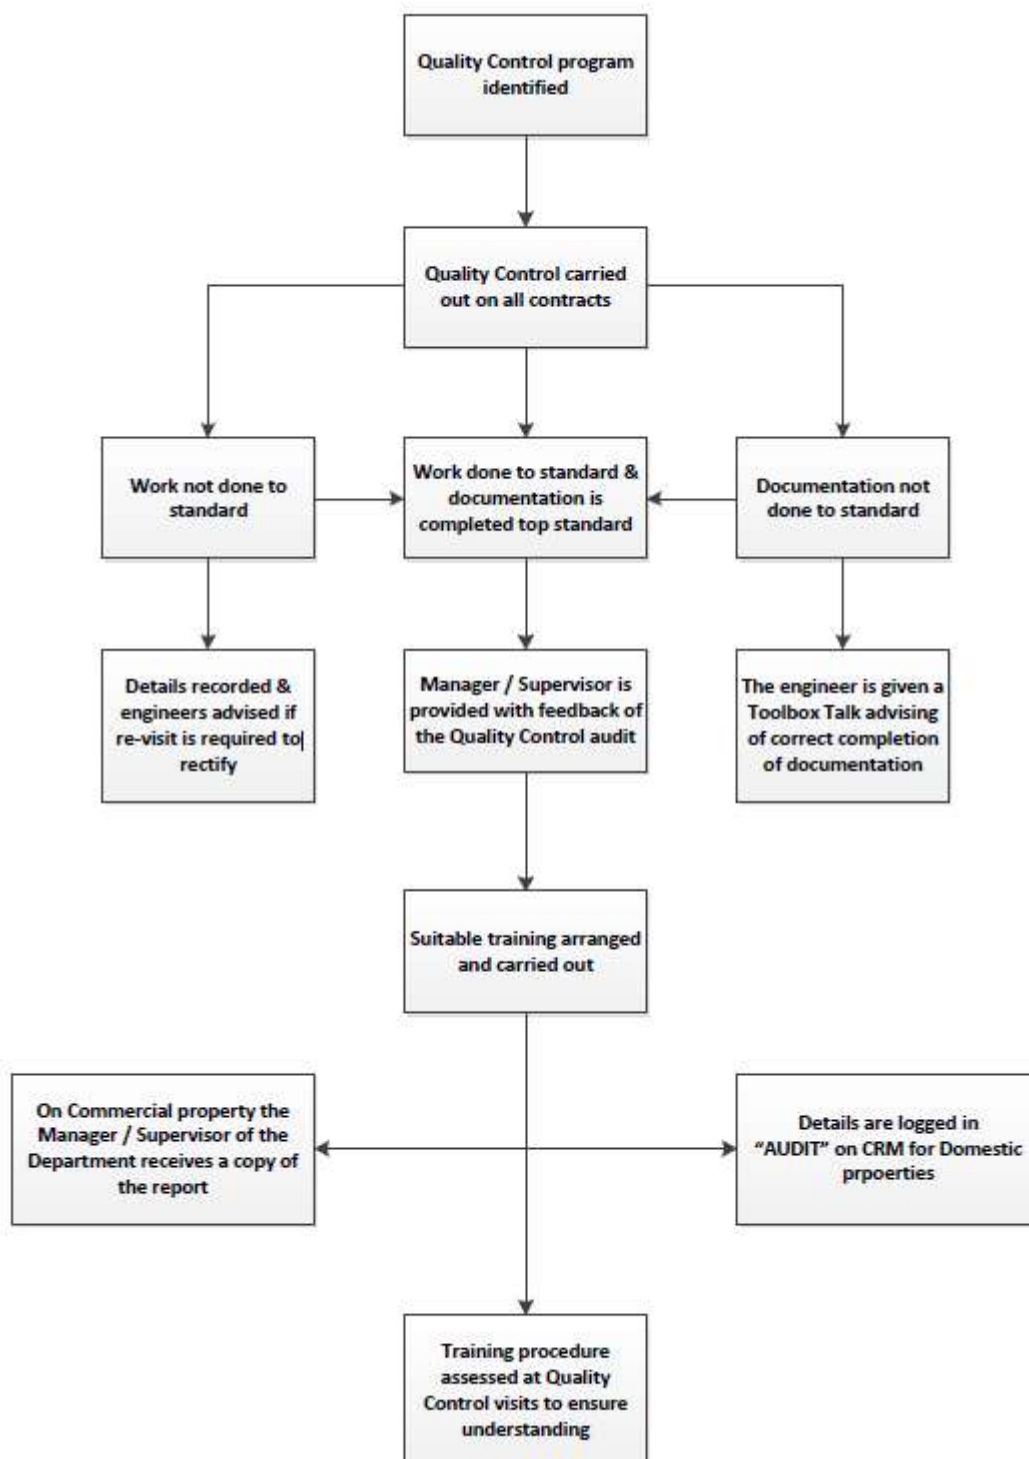 Quality Control program
identified
Quality Control carried
out on all contracts
Work not done to
standard
Work done to standard &
documentation is
completed top standard
Documentation not
done to standard
Details recorded &
engineers advised if
re-visit is required to
rectify
Manager / Supervisor is
provided with feedback of
the Quality Control audit
The engineer is given a
Toolbox Talk advising
of correct completion
of documentation
Suitable training arranged
and carried out
On Commercial property the
Manager / Supervisor of the
Department receives a copy of
the report
Details are logged in
“AUDIT” on CRM for Domestic
prpoerties
Training procedure
assessed at Quality
Control visits to ensure
understanding